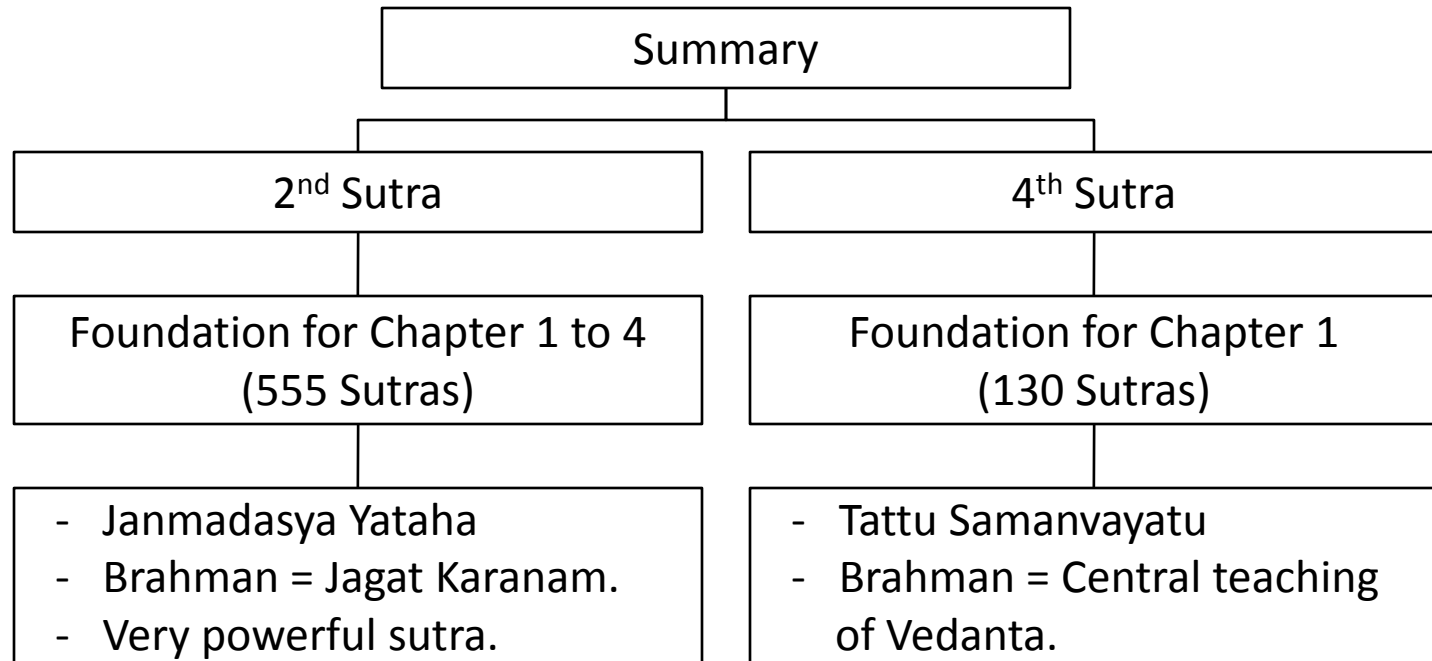 Summary
2nd Sutra
4th Sutra
Foundation for Chapter 1 to 4
(555 Sutras)
Foundation for Chapter 1
(130 Sutras)
- Janmadasya Yataha
- Brahman = Jagat Karanam.
- Very powerful sutra.
- Tattu Samanvayatu
- Brahman = Central teaching
of Vedanta.